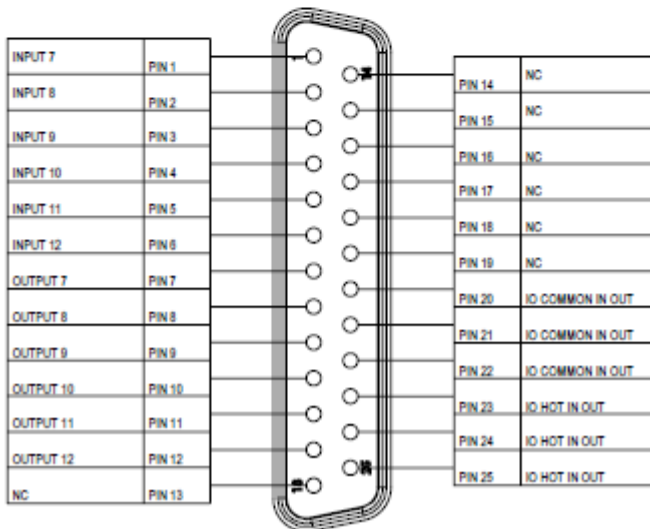 INPUT 7 PIN 1
INPUT 8 PIN 2
INPUT 9 PIN 3
INPUT 10 PIN 4
INPUT 11 PIN 5
INPUT 12 PIN 6
OUTPUT 7 PIN 7
OUTPUT 8 PIN 8
OUTPUT 9 PIN 9
OUTPUT 10 PIN 10
OUTPUT 11 PIN 11
OUTPUT 12 PIN 12
NC PIN 13
1
14
13
25
PIN 14 NC
PIN 15 NC
PIN 16 NC
PIN 17 NC
PIN 18 NC
PIN 19 NC
PIN 20 IO COMMON IN OUT
PIN 21 IO COMMON IN OUT
PIN 22 IO COMMON IN OUT
PIN 23 IO HOT IN OUT
PIN 24 IO HOT IN OUT
PIN 25 IO HOT IN OUT